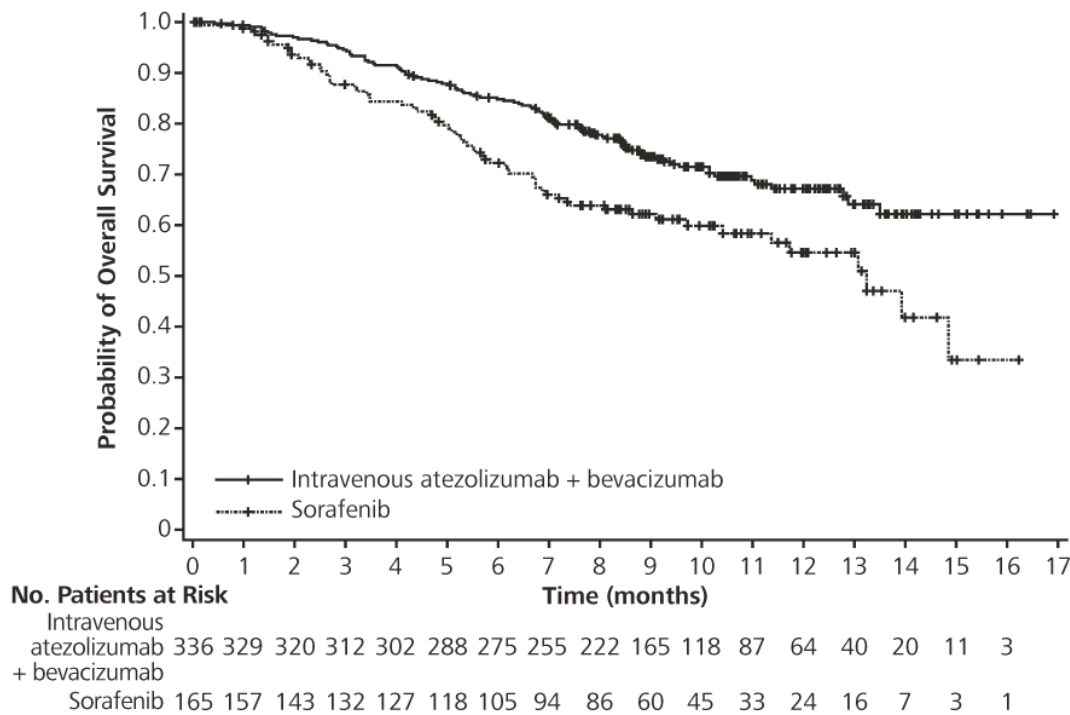 1.0
0.9
0.8
0.7
0.6
0.5
0.4
0.3
0.2
0.1
0
Probability of Overall Survival
Intravenous atezolizumab + bevacizumab
Sorafenib
0 1 2 3 4 5 6 7 8 9 10 11 12 13 14 15 16 17
Time (months)
No. Patients at Risk
Intravenous
atezolizumab 336 329 320 312 302 288 275 255 222 165 118 87 64 40 20 11 3
+ bevacizumab
Sorafenib 165 157 143 132 127 118 105 94 86 60 45 33 24 16 7 3 1